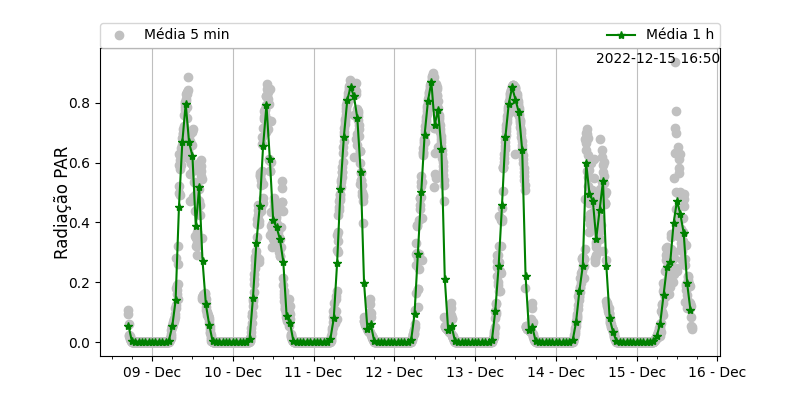 Média 5 min
Média 1 h
2022-12-15 16:50
Radiação PAR
0.8
0.6
0.4
0.2
0.0
09 - Dec
10 - Dec
11 - Dec
12 - Dec
13 - Dec
14 - Dec
15 - Dec
16 - Dec